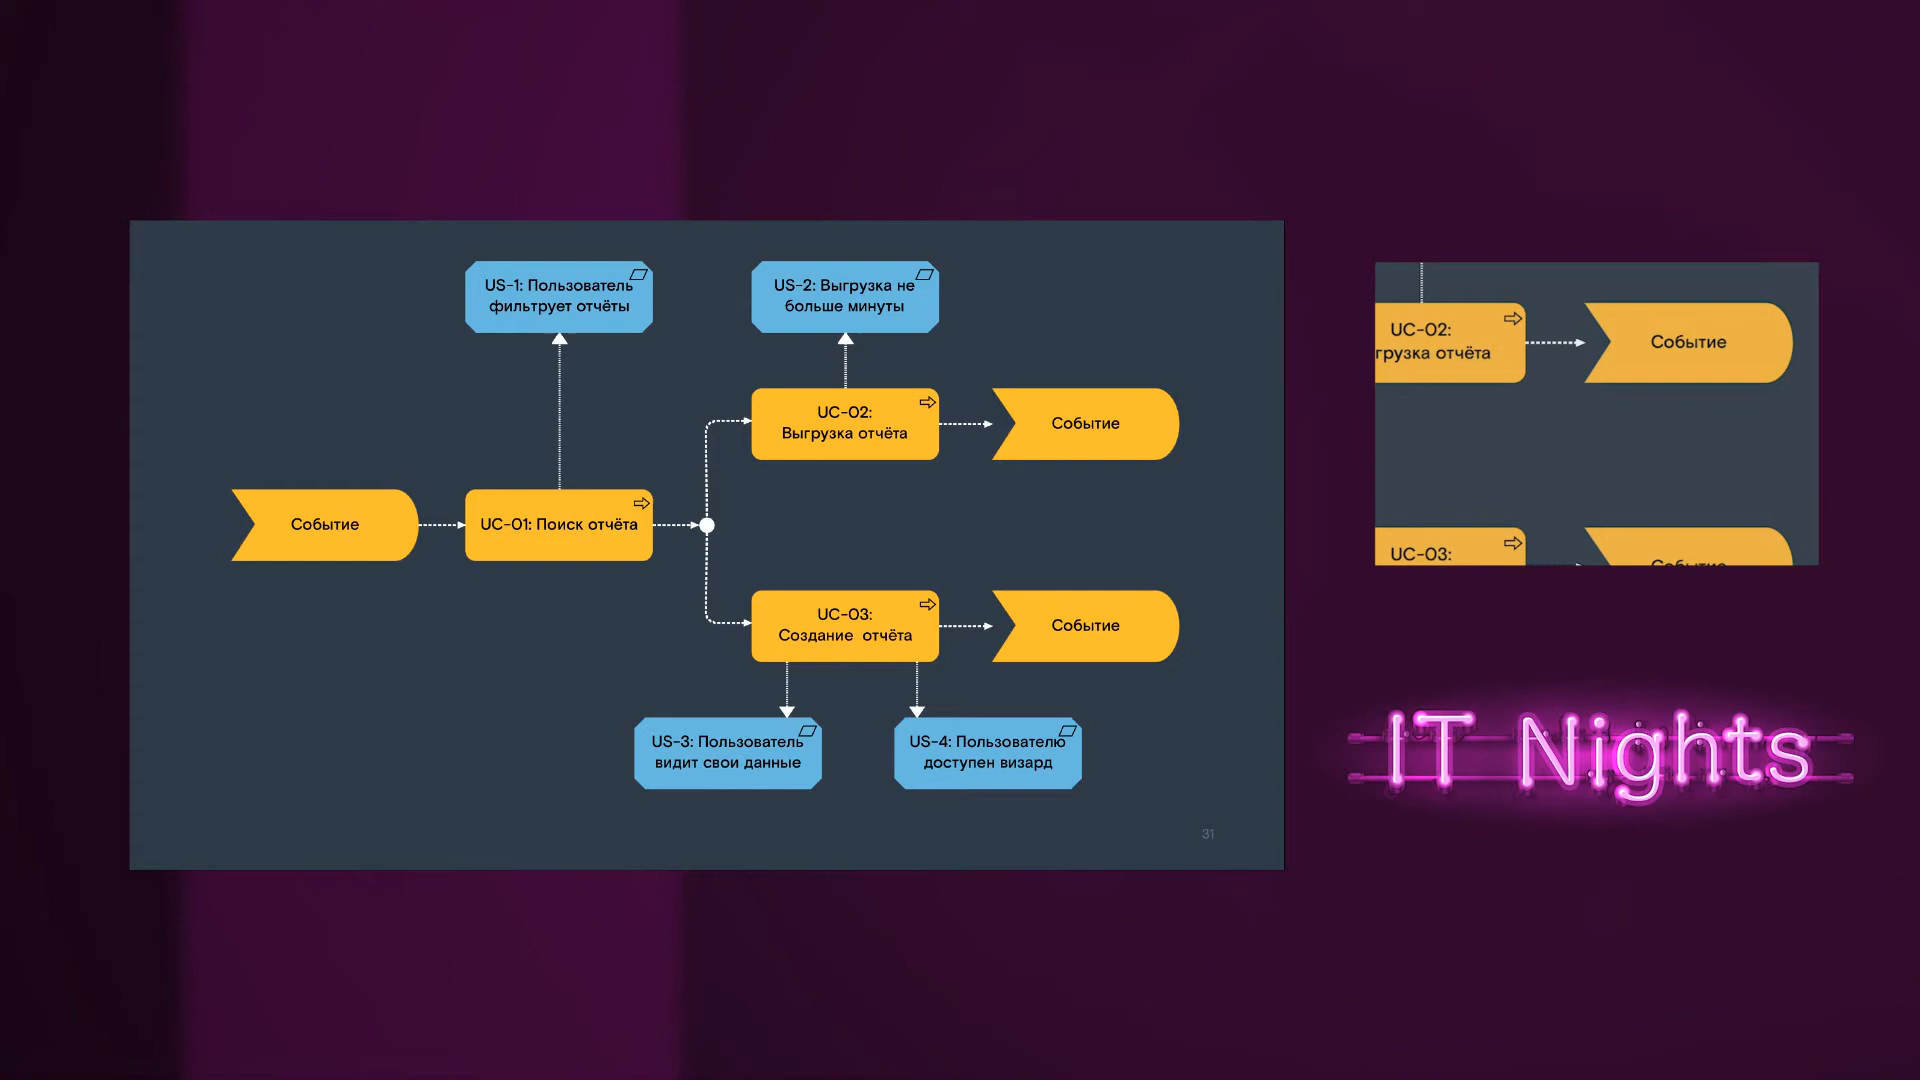 US-1: Пользователь
фильтрует отчёты
US-2: Выгрузка не
больше минуты
UC-02:
Выгрузка отчёта
Событие
Событие
UC-01: Поиск отчёта
UC-03:
Создание отчёта
Событие
US-3: Пользователь
видит свои данные
US-4: Пользователю
доступен визард
31
UC-02:
грузка отчёта
Событие
UC-03:
Событие
IT Nights